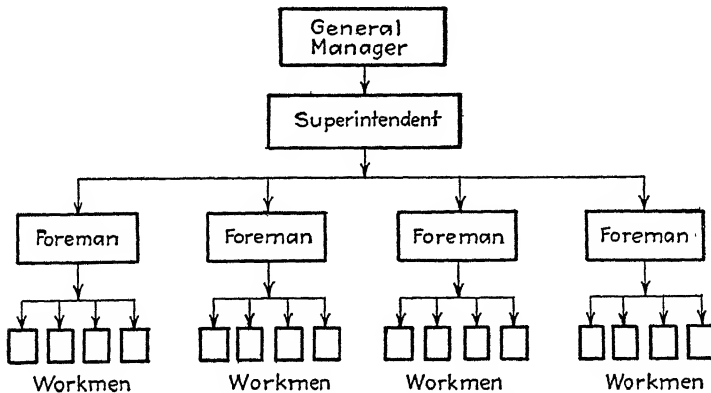 General
Manager
Superintendent
Foreman Foreman Foreman Foreman
Workmen Workmen Workmen Workmen